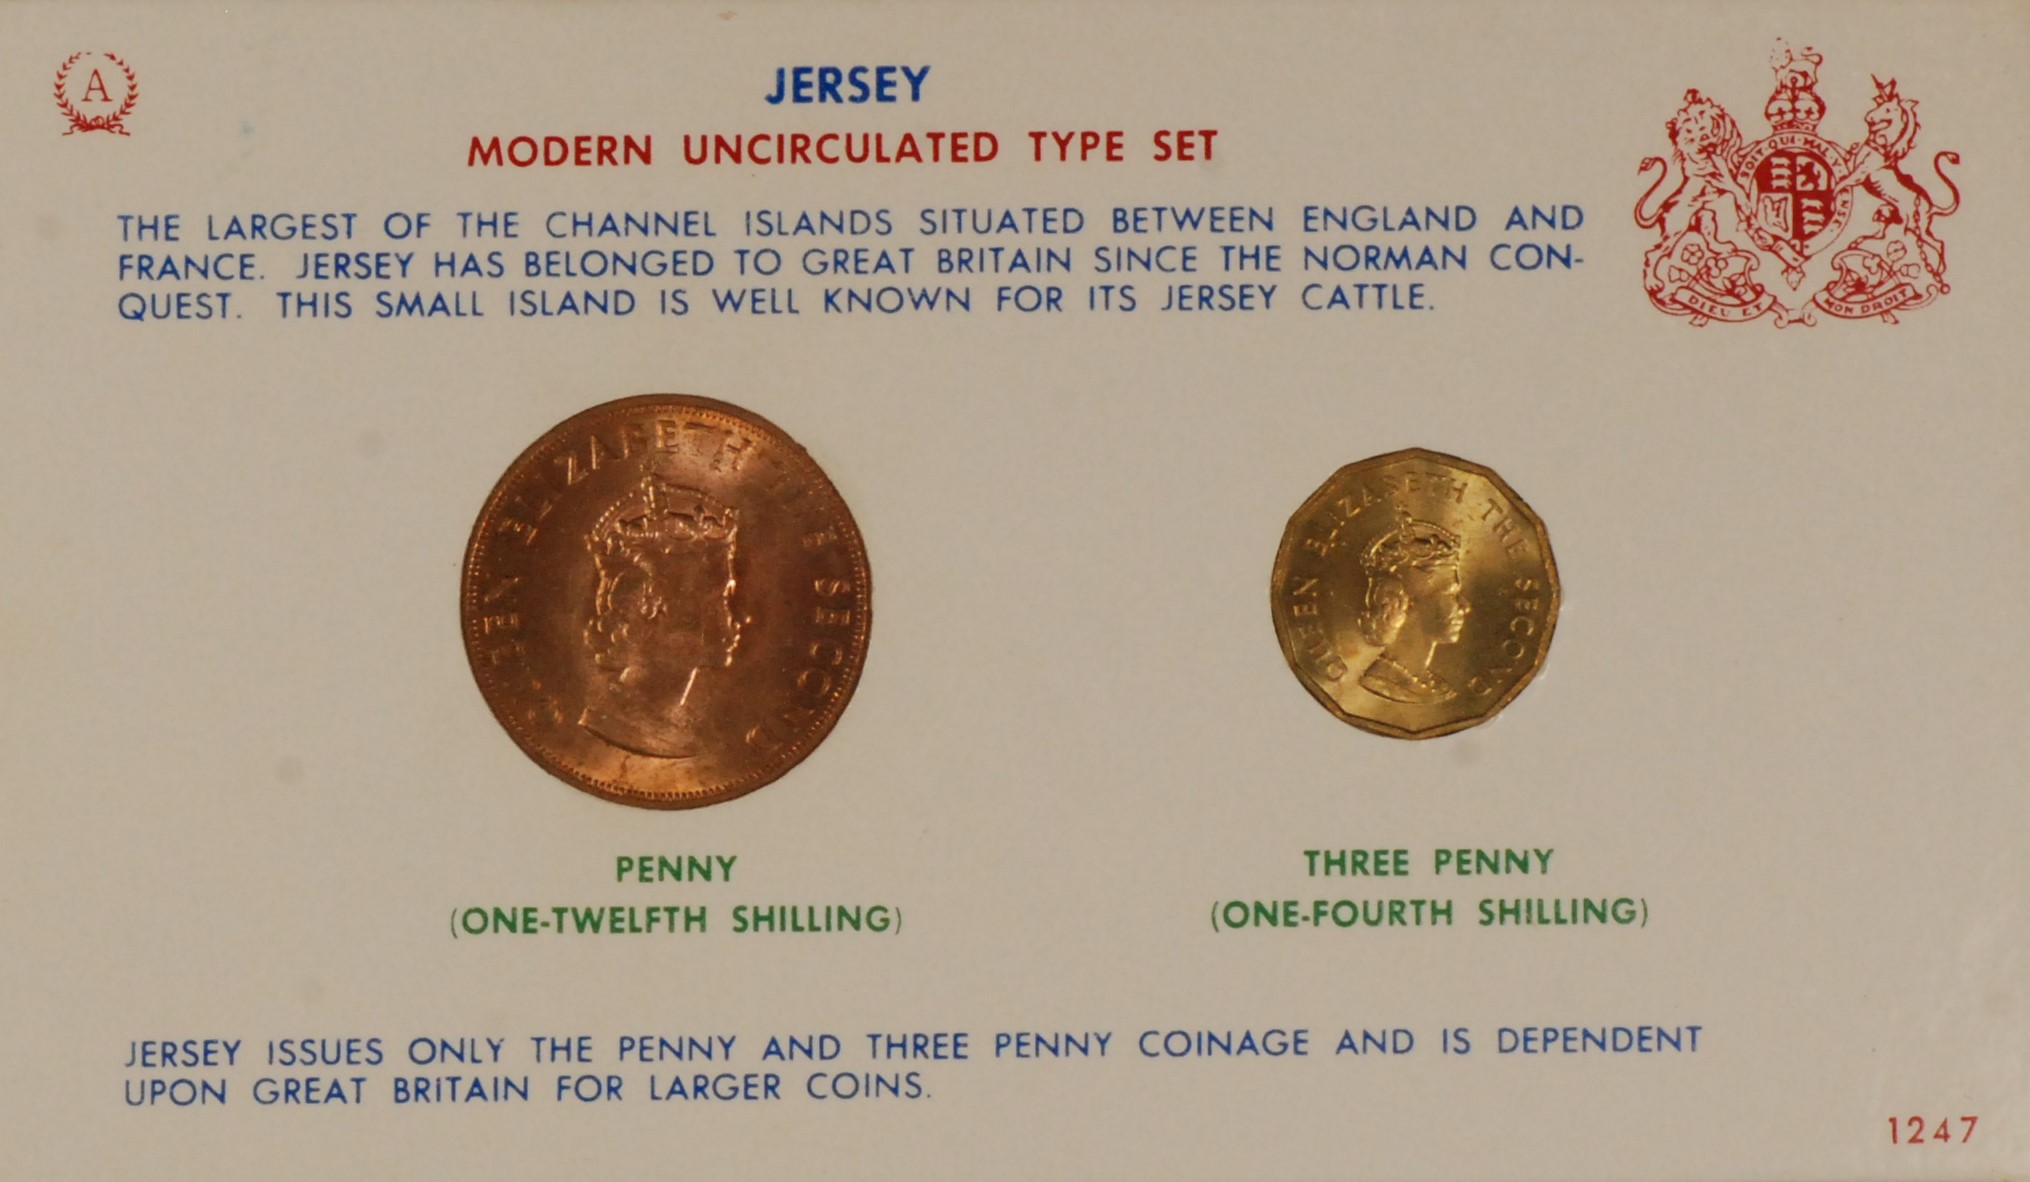 A
JERSEY
MODERN UNCIRCULATED TYPE SET
THE LARGEST OF THE CHANNEL ISLANDS SITUATED BETWEEN ENGLAND AND
FRANCE. JERSEY HAS BELONGED TO GREAT BRITAIN SINCE THE NORMAN CON-
QUEST. THIS SMALL ISLAND IS WELL KNOWN FOR ITS JERSEY CATTLE.
SOIT·QUI·MAL·Y·
DIEU ET MON DROIT
QUEEN ELIZABETH THE SECOND
QUEEN ELIZABETH THE SECOND
PENNY
(ONE-TWELFTH SHILLING)
THREE PENNY
(ONE-FOURTH SHILLING)
JERSEY ISSUES ONLY THE PENNY AND THREE PENNY COINAGE AND IS DEPENDENT
UPON GREAT BRITAIN FOR LARGER COINS.
1247